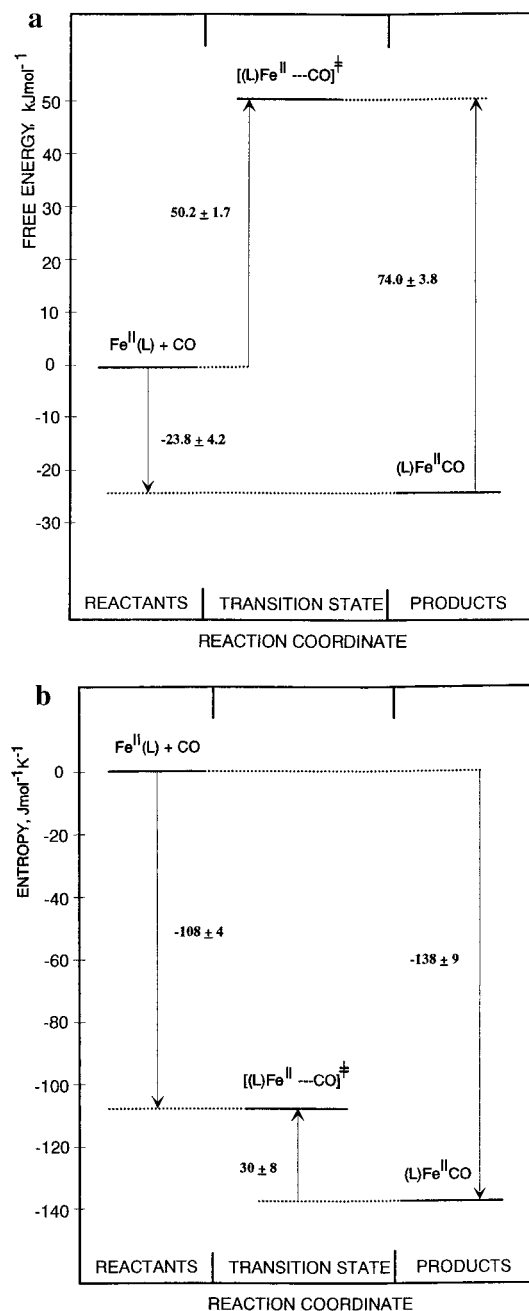 a
[(L)Fe^II ---CO]^‡
FREE ENERGY, kJmol^-1
50
40
30
20
10
0
-10
-20
-30
50.2 ± 1.7
74.0 ± 3.8
Fe^II(L) + CO
-23.8 ± 4.2
(L)Fe^IICO
REACTANTS TRANSITION STATE PRODUCTS
REACTION COORDINATE
b
Fe^II(L) + CO
ENTROPY, Jmol^-1K^-1
0
-20
-40
-60
-80
-100
-120
-140
-108 ± 4
-138 ± 9
[(L)Fe^II ---CO]^‡
30 ± 8
(L)Fe^IICO
REACTANTS TRANSITION STATE PRODUCTS
REACTION COORDINATE